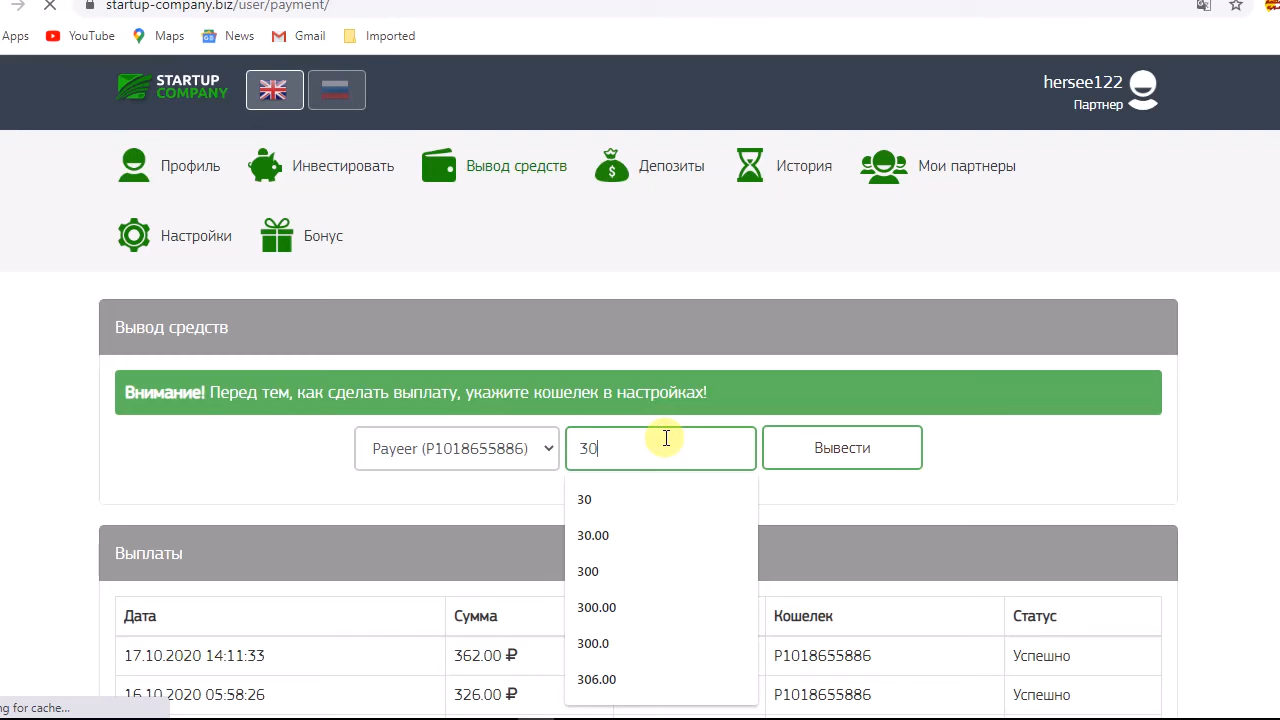 startup-company.biz/user/payment/
Apps YouTube Maps News Gmail Imported
STARTUP
COMPANY
hersee122
Партнер
Профиль Инвестировать Вывод средств Депозиты История Мои партнеры
Настройки Бонус
Вывод средств
Внимание! Перед тем, как сделать выплату, укажите кошелек в настройках!
Payeer (P1018655886) 30 Вывести
30
30.00
300
300.00
300.0
306.00
Выплаты
Дата Сумма Кошелек Статус
17.10.2020 14:11:33 362.00 ₽ P1018655886 Успешно
16.10.2020 05:58:26 326.00 ₽ P1018655886 Успешно
ng for cache...